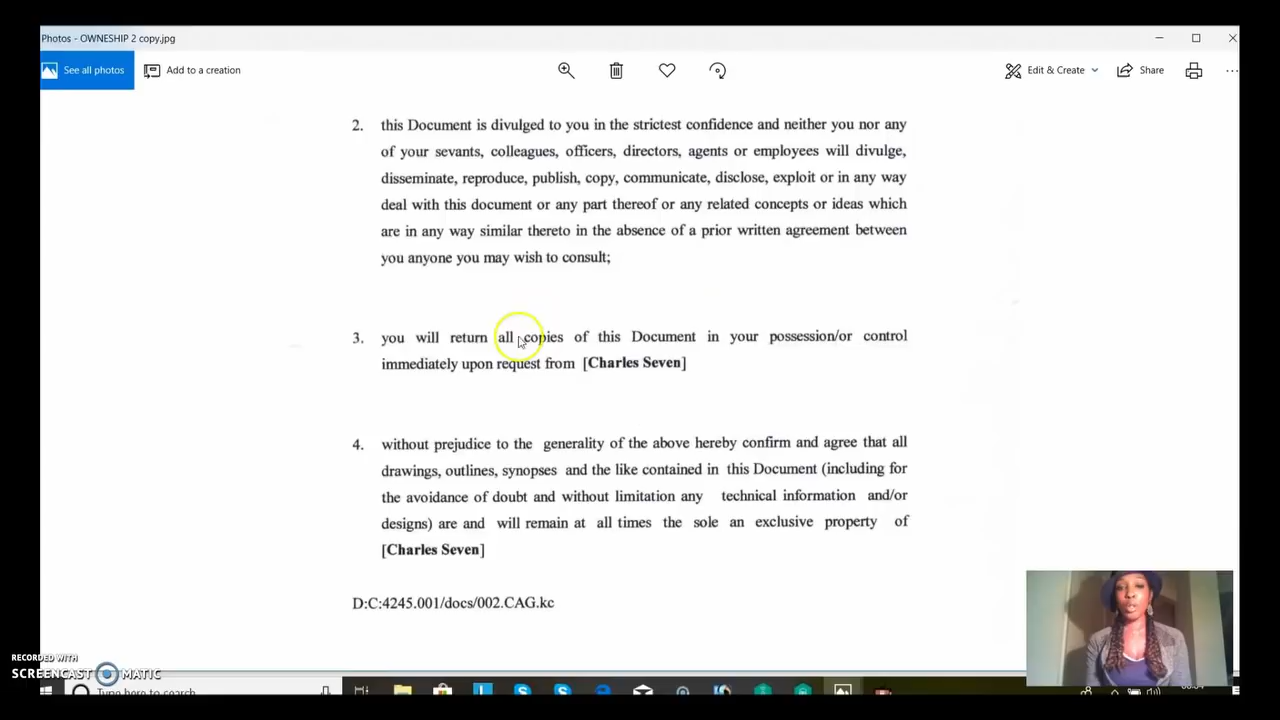 Photos - OWNESHIP 2 copy.jpg
See all photos
Add to a creation
Edit & Create
Share
2. this Document is divulged to you in the strictest confidence and neither you nor any
of your sevants, colleagues, officers, directors, agents or employees will divulge,
disseminate, reproduce, publish, copy, communicate, disclose, exploit or in any way
deal with this document or any part thereof or any related concepts or ideas which
are in any way similar thereto in the absence of a prior written agreement between
you anyone you may wish to consult;
3. you will return all copies of this Document in your possession/or control
immediately upon request from [Charles Seven]
4. without prejudice to the generality of the above hereby confirm and agree that all
drawings, outlines, synopses and the like contained in this Document (including for
the avoidance of doubt and without limitation any technical information and/or
designs) are and will remain at all times the sole an exclusive property of
[Charles Seven]
D:C:4245.001/docs/002.CAG.kc
RECORDED WITH
SCREENCAST MATIC
Type here to search